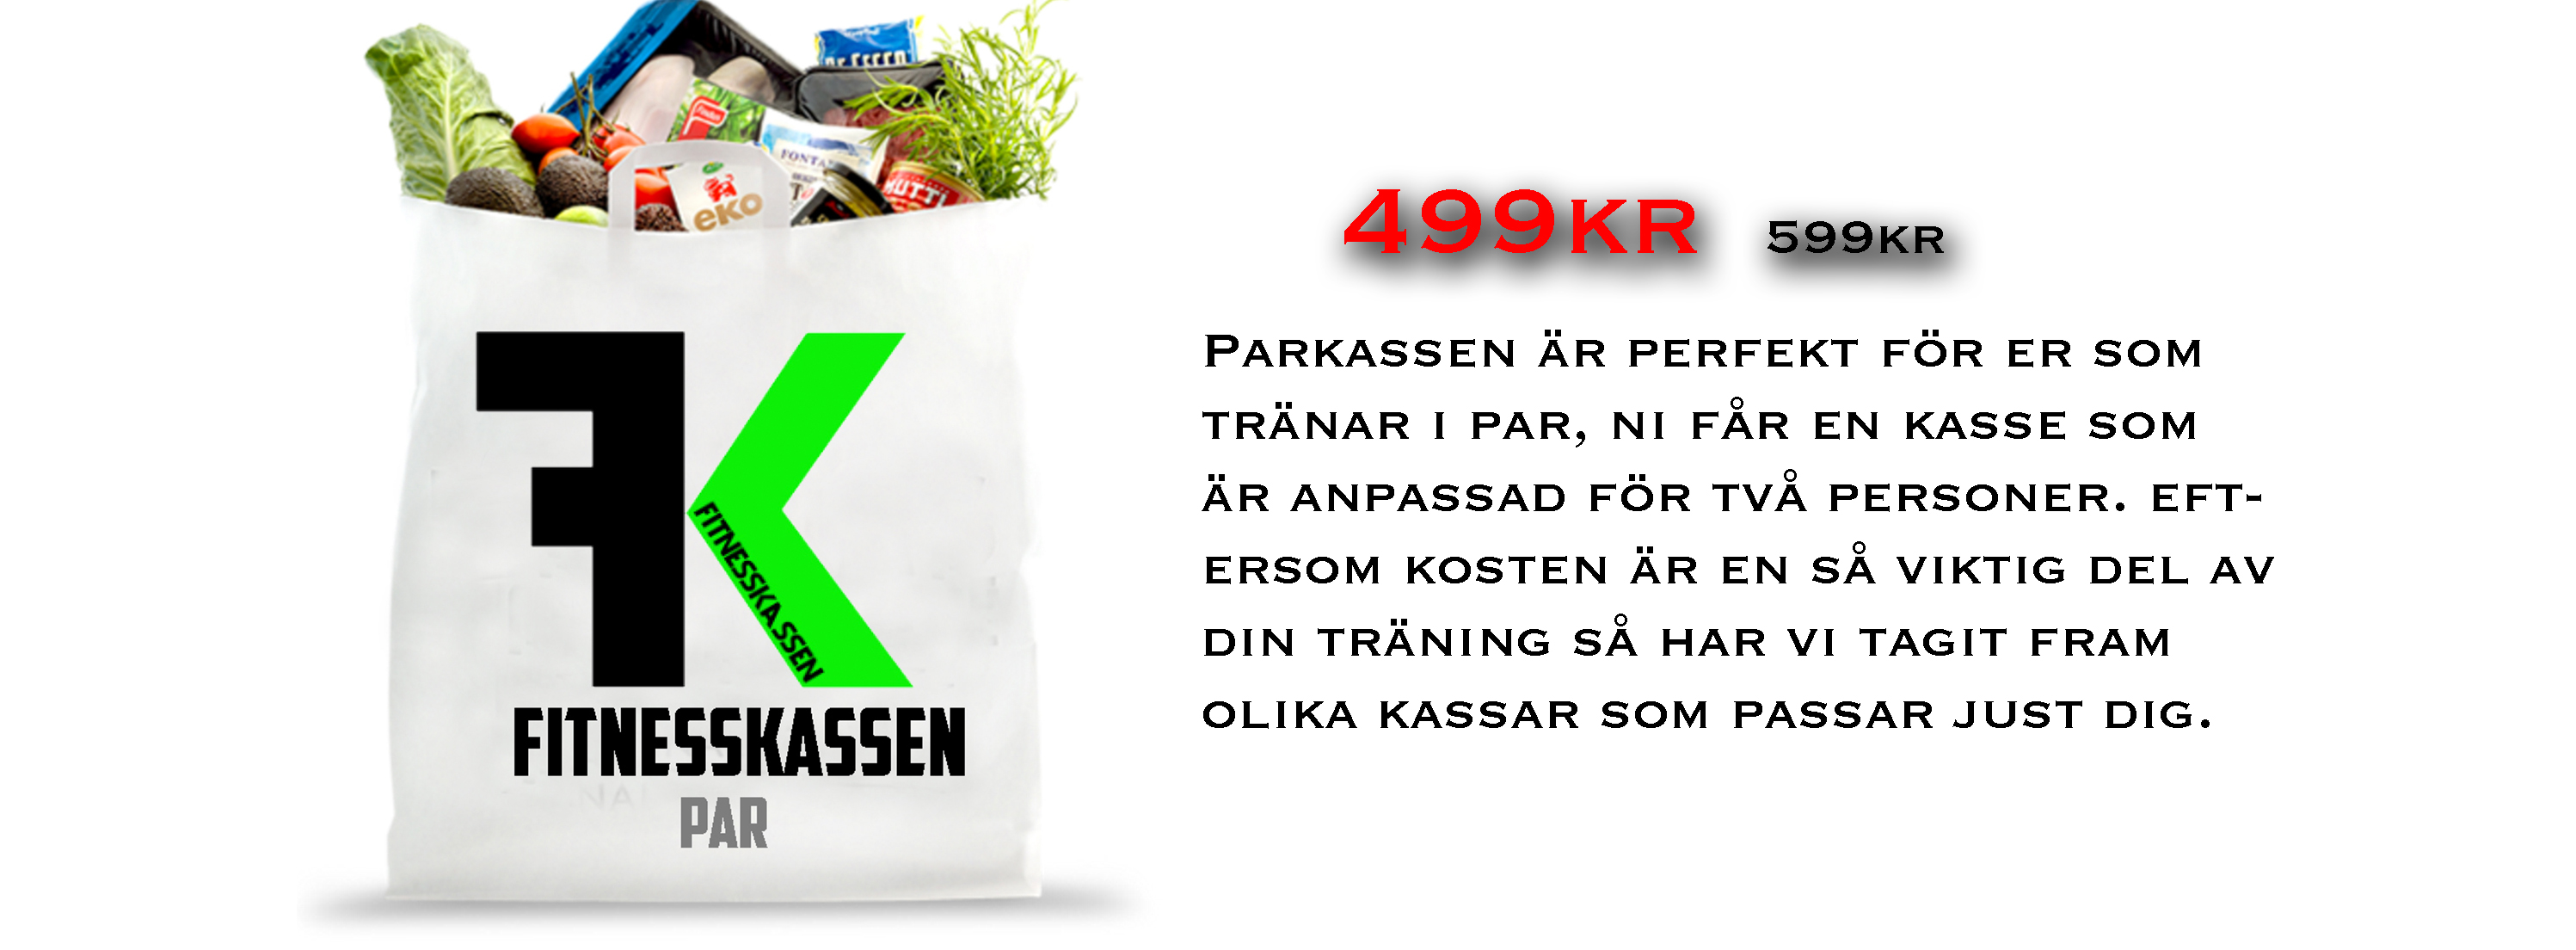 eko
MUTTI
499KR 599KR
PARKASSEN ÄR PERFEKT FÖR ER SOM
TRÄNAR I PAR, NI FÅR EN KASSE SOM
ÄR ANPASSAD FÖR TVÅ PERSONER. EFT-
ERSOM KOSTEN ÄR EN SÅ VIKTIG DEL AV
DIN TRÄNING SÅ HAR VI TAGIT FRAM
OLIKA KASSAR SOM PASSAR JUST DIG.
FK
FITNESSKASSEN
FITNESSKASSEN
PAR